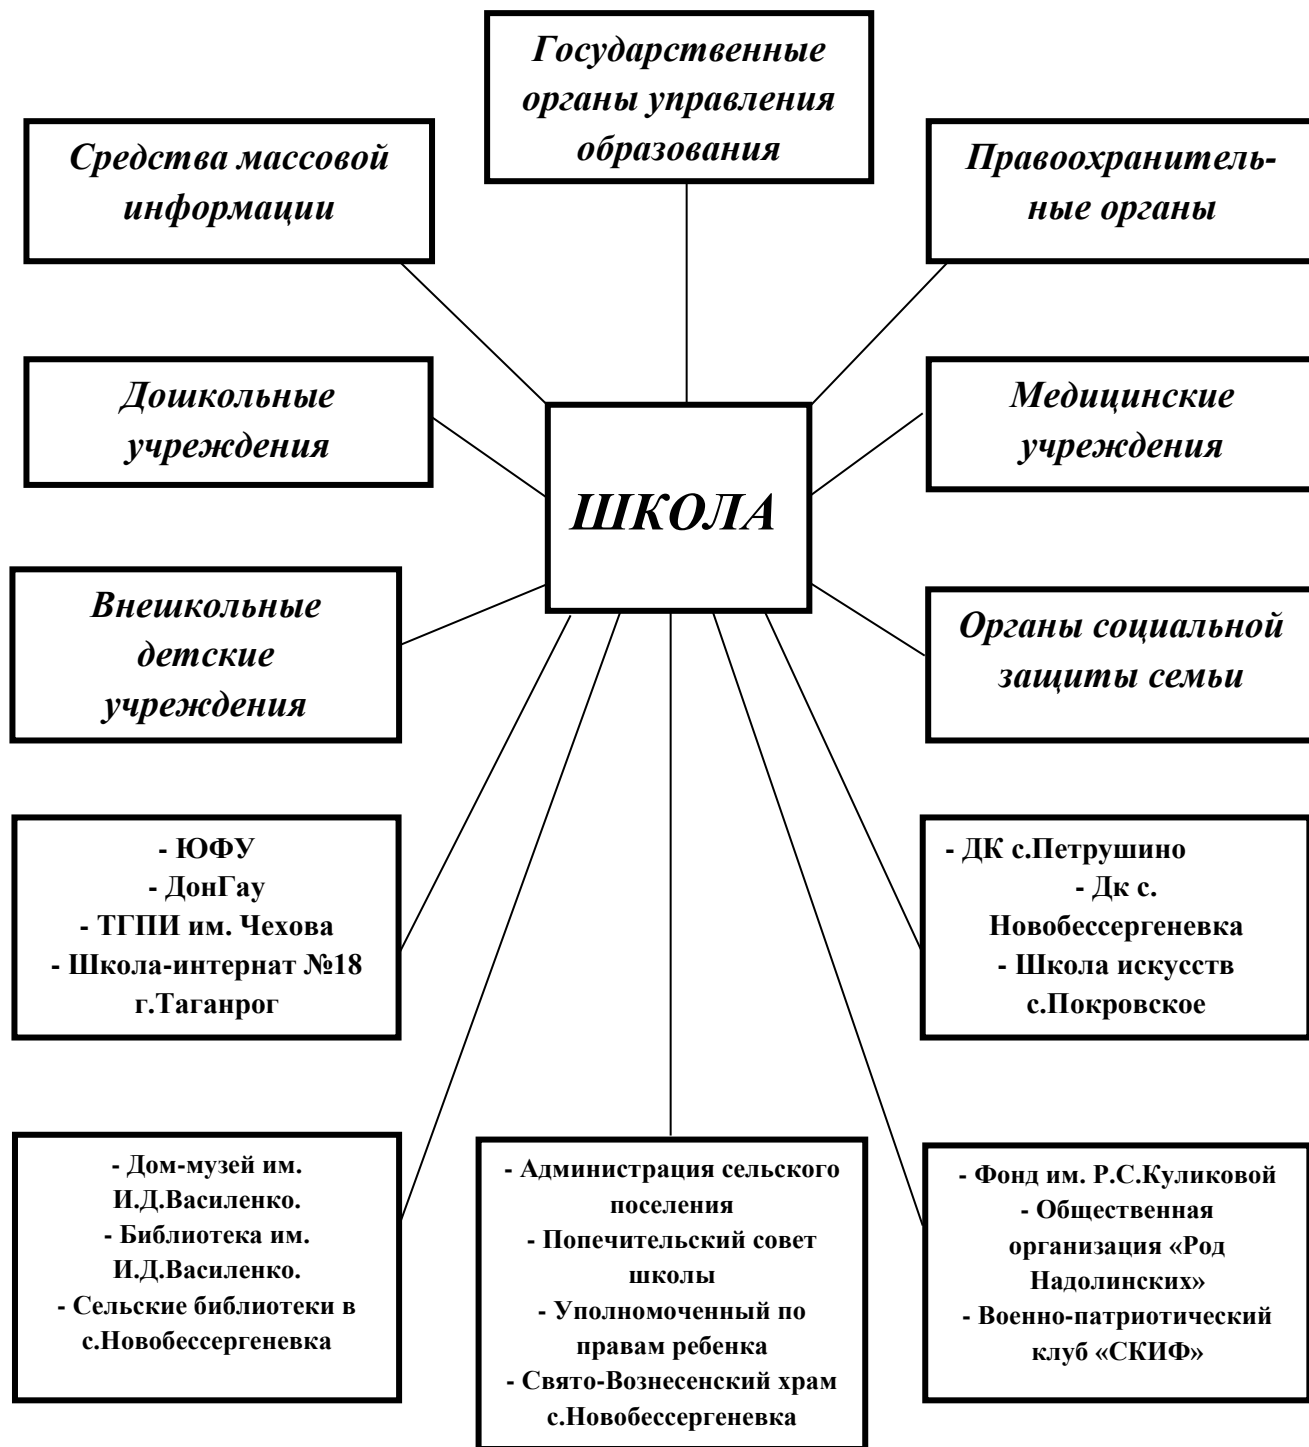 Государственные
органы управления
образования
Средства массовой
информации
Правоохранитель-
ные органы
Дошкольные
учреждения
Медицинские
учреждения
ШКОЛА
Внешкольные
детские
учреждения
Органы социальной
защиты семьи
- ЮФУ
- ДонГау
- ТГПИ им. Чехова
- Школа-интернат №18
г.Таганрог
- ДК с.Петрушино
- Дк с.
Новобессергеневка
- Школа искусств
с.Покровское
- Дом-музей им.
И.Д.Василенко.
- Библиотека им.
И.Д.Василенко.
- Сельские библиотеки в
с.Новобессергеневка
- Администрация сельского
поселения
- Попечительский совет
школы
- Уполномоченный по
правам ребенка
- Свято-Вознесенский храм
с.Новобессергеневка
- Фонд им. Р.С.Куликовой
- Общественная
организация «Род
Надолинских»
- Военно-патриотический
клуб «СКИФ»